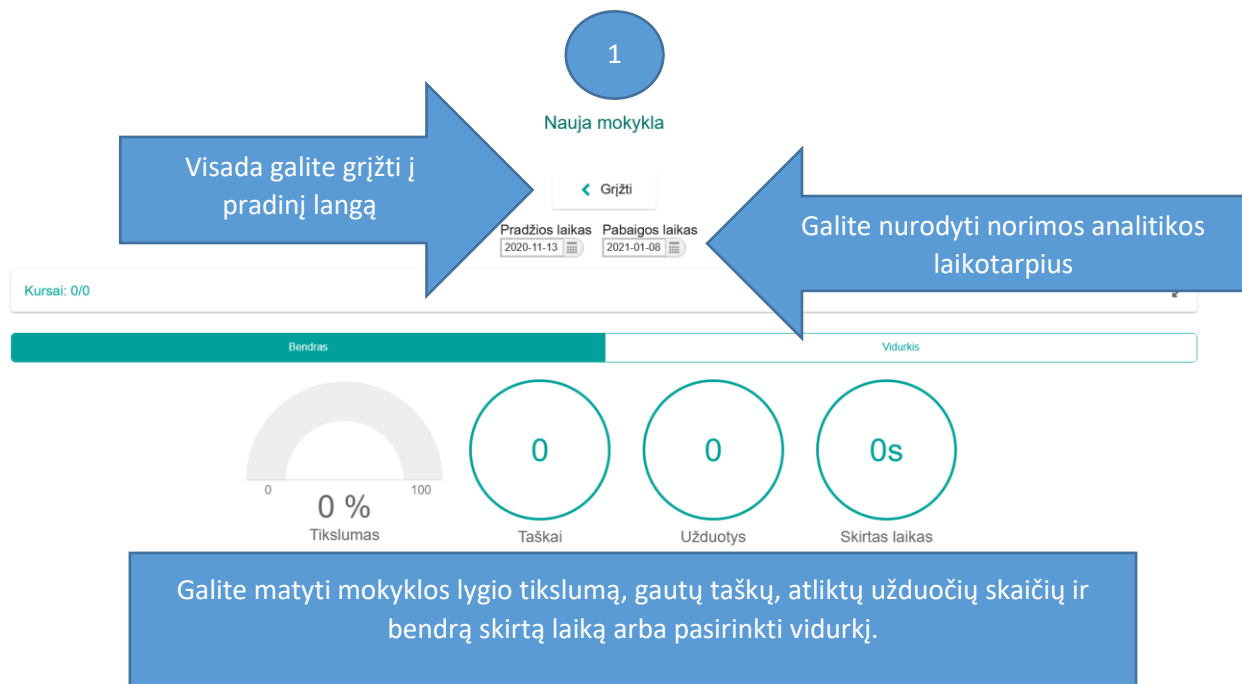 1
Nauja mokykla
Visada galite grįžti į
pradinį langą
Grįžti
Pradžios laikas Pabaigos laikas
2020-11-13 2021-01-08
Galite nurodyti norimos analitikos
laikotarpius
Kursai: 0/0
Bendras Vidurkis
0 100
0 %
Tikslumas
0
Taškai
0
Užduotys
0s
Skirtas laikas
Galite matyti mokyklos lygio tikslumą, gautų taškų, atliktų užduočių skaičių ir
bendrą skirtą laiką arba pasirinkti vidurkį.